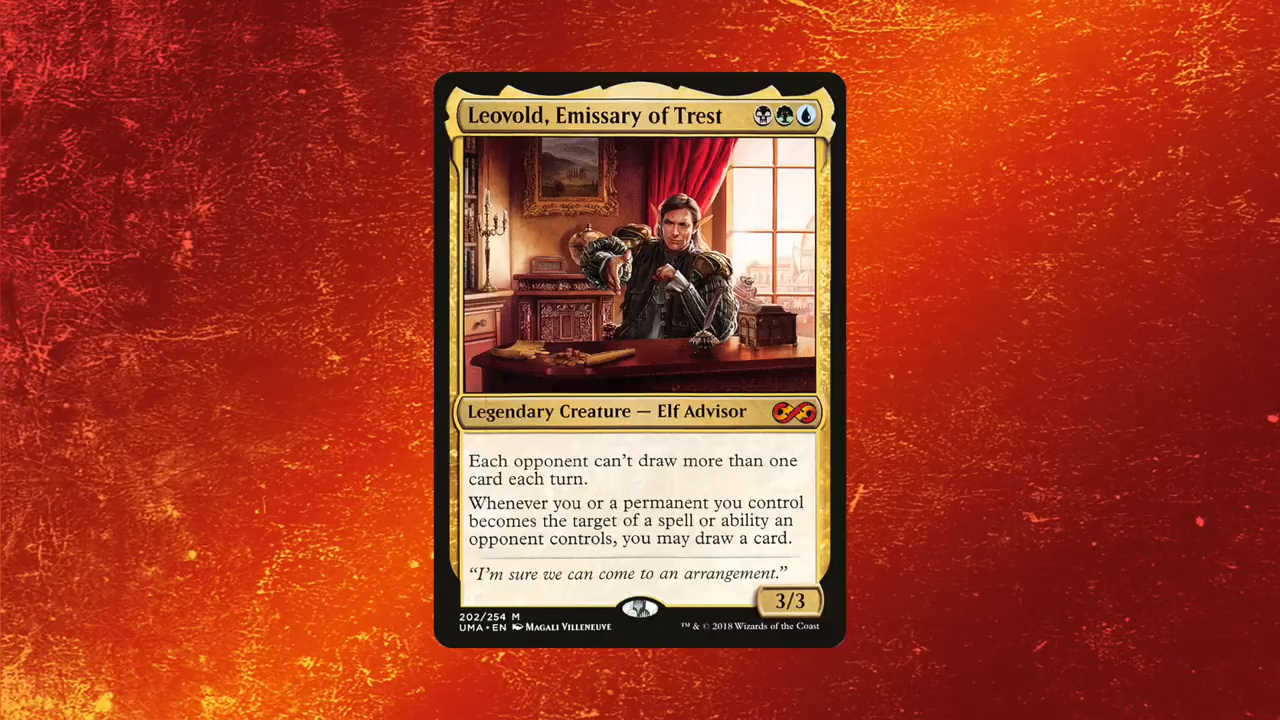 Leovold, Emissary of Trest
Legendary Creature — Elf Advisor
Each opponent can't draw more than one
card each turn.
Whenever you or a permanent you control
becomes the target of a spell or ability an
opponent controls, you may draw a card.
“I'm sure we can come to an arrangement.”
3/3
202/254 M
UMA • EN Magali Villeneuve
™ & © 2018 Wizards of the Coast